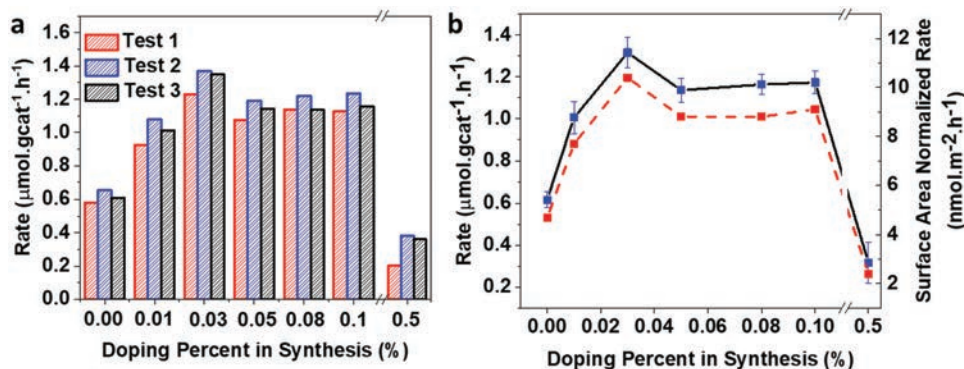 a
Test 1
Test 2
Test 3
Rate (μmol.gcat⁻¹.h⁻¹)
1.6
1.4
1.2
1.0
0.8
0.6
0.4
0.2
0.0
0.00 0.01 0.03 0.05 0.08 0.1 0.5
Doping Percent in Synthesis (%)
b
Rate (μmol.gcat⁻¹.h⁻¹)
1.4
1.2
1.0
0.8
0.6
0.4
0.2
0.00 0.02 0.04 0.06 0.08 0.10 0.5
Doping Percent in Synthesis (%)
12
10
8
6
4
2
Surface Area Normalized Rate
(nmol.m⁻².h⁻¹)